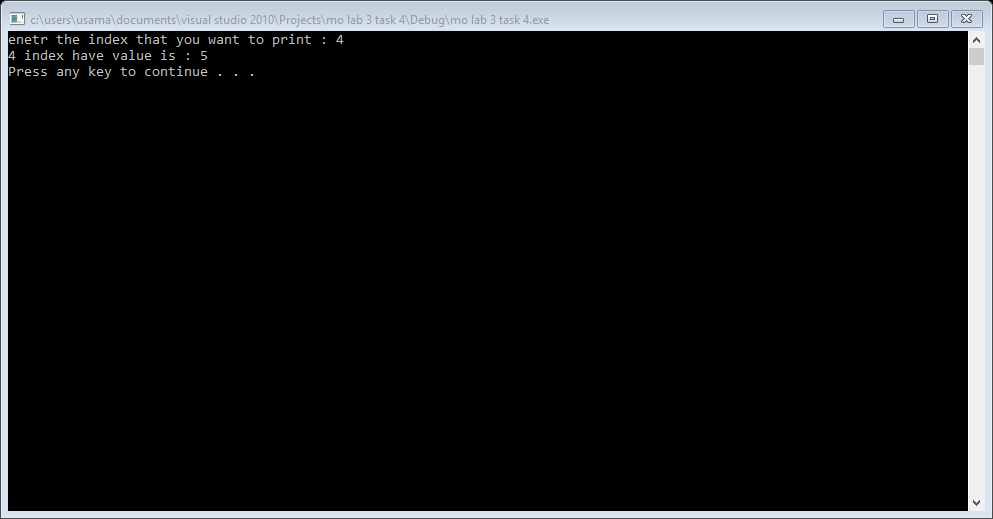 c:\users\usama\documents\visual studio 2010\Projects\mo lab 3 task 4\Debug\mo lab 3 task 4.exe
enetr the index that you want to print : 4
4 index have value is : 5
Press any key to continue . . .